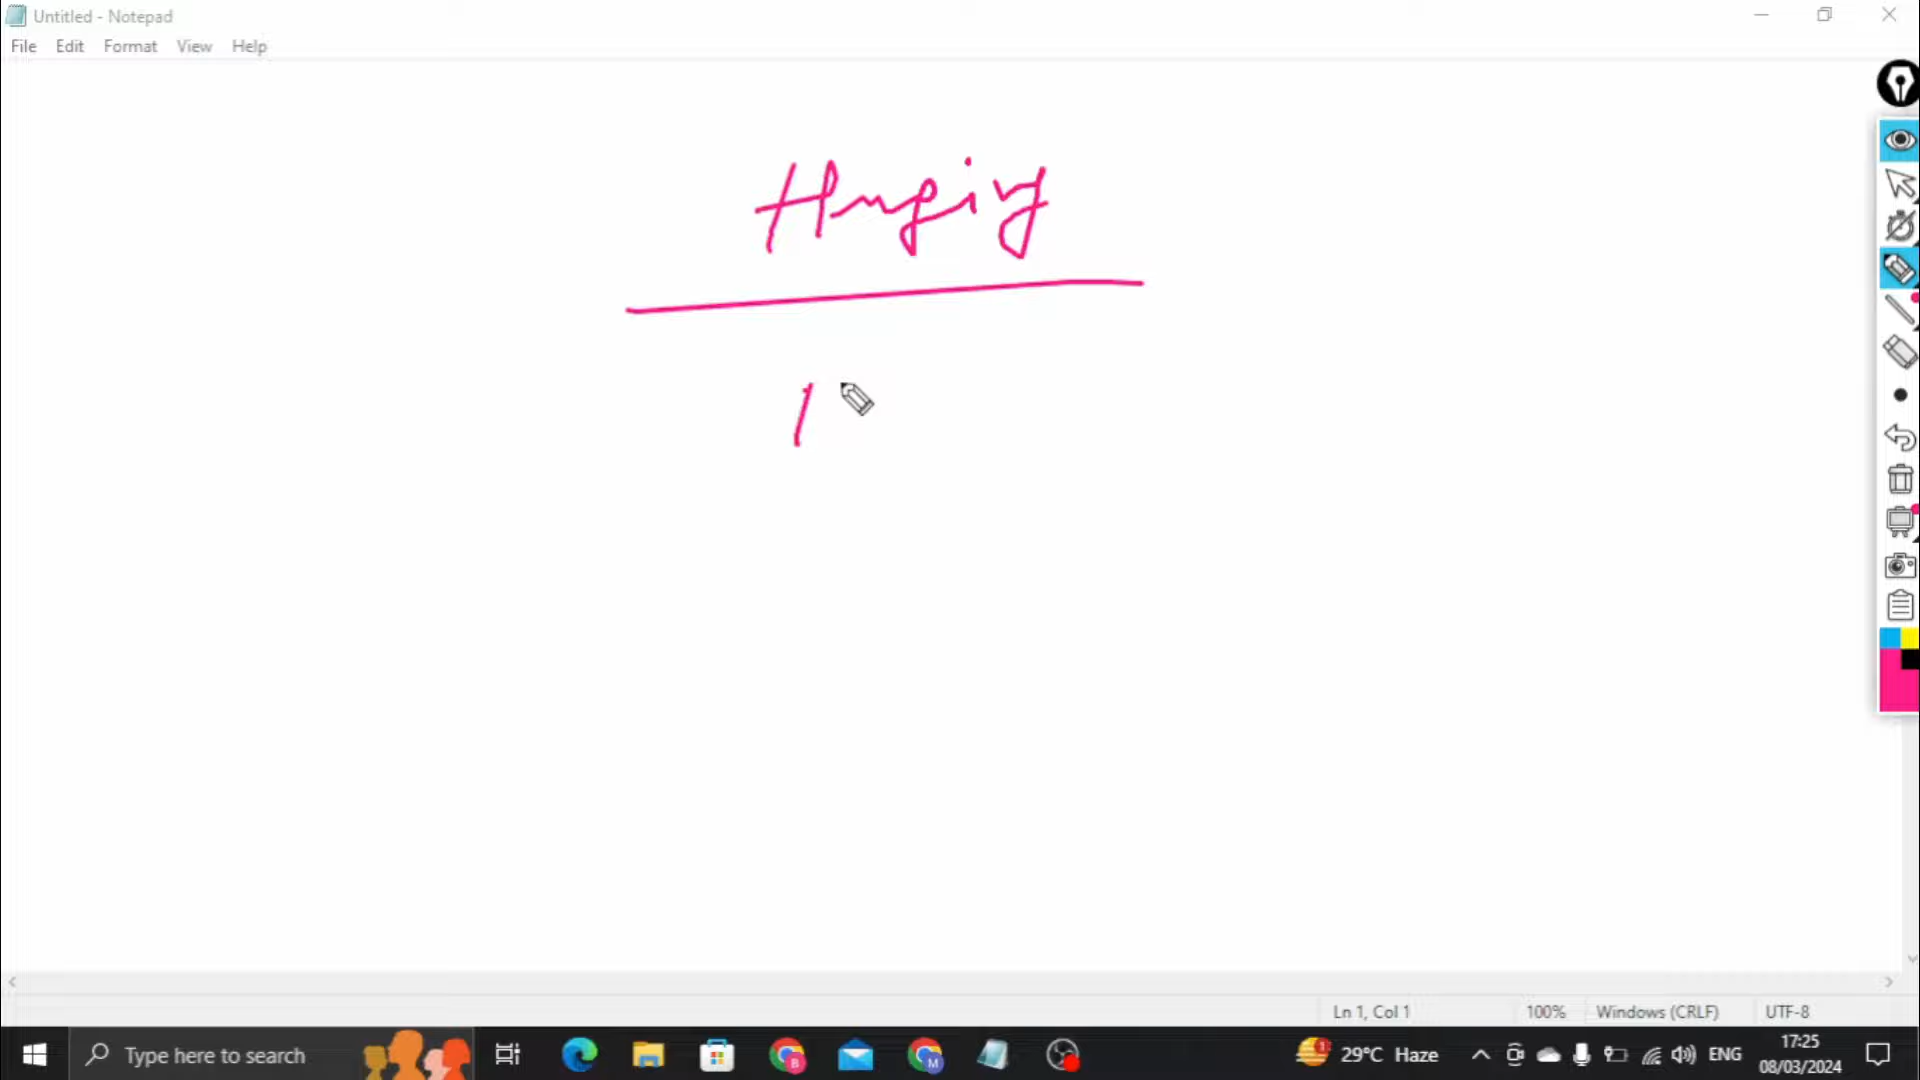 Untitled - Notepad
File Edit Format View Help
Ln 1, Col 1 100% Windows (CRLF) UTF-8
Type here to search 29°C Haze ENG 17:25
08/03/2024